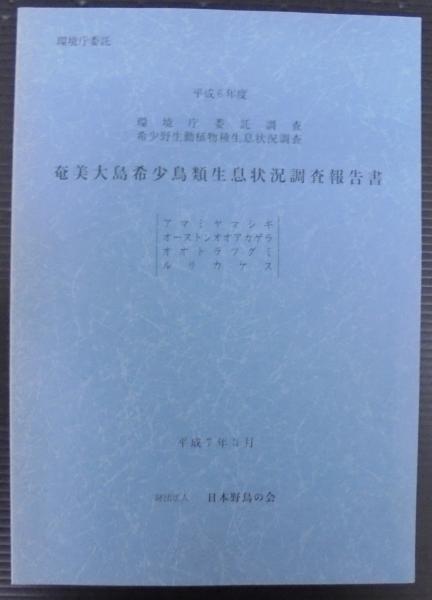 環境庁委託
平成6年度
環境庁委託調査
希少野生動植物種生息状況調査
奄美大島希少鳥類生息状況調査報告書
アマミヤマシギ
オーストンオオアカゲラ
オオトラツグミ
ルリカケス
平成7年3月
財団法人 日本野鳥の会